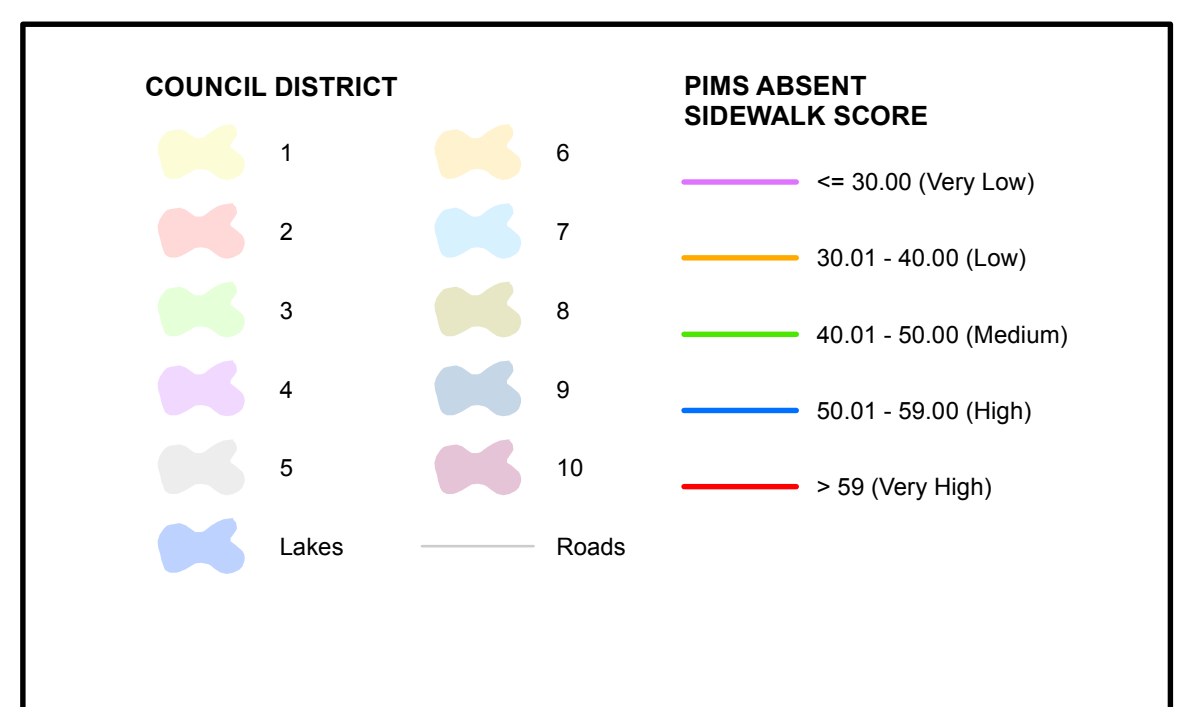 COUNCIL DISTRICT
1
2
3
4
5
Lakes
6
7
8
9
10
Roads
PIMS ABSENT
SIDEWALK SCORE
<= 30.00 (Very Low)
30.01 - 40.00 (Low)
40.01 - 50.00 (Medium)
50.01 - 59.00 (High)
> 59 (Very High)